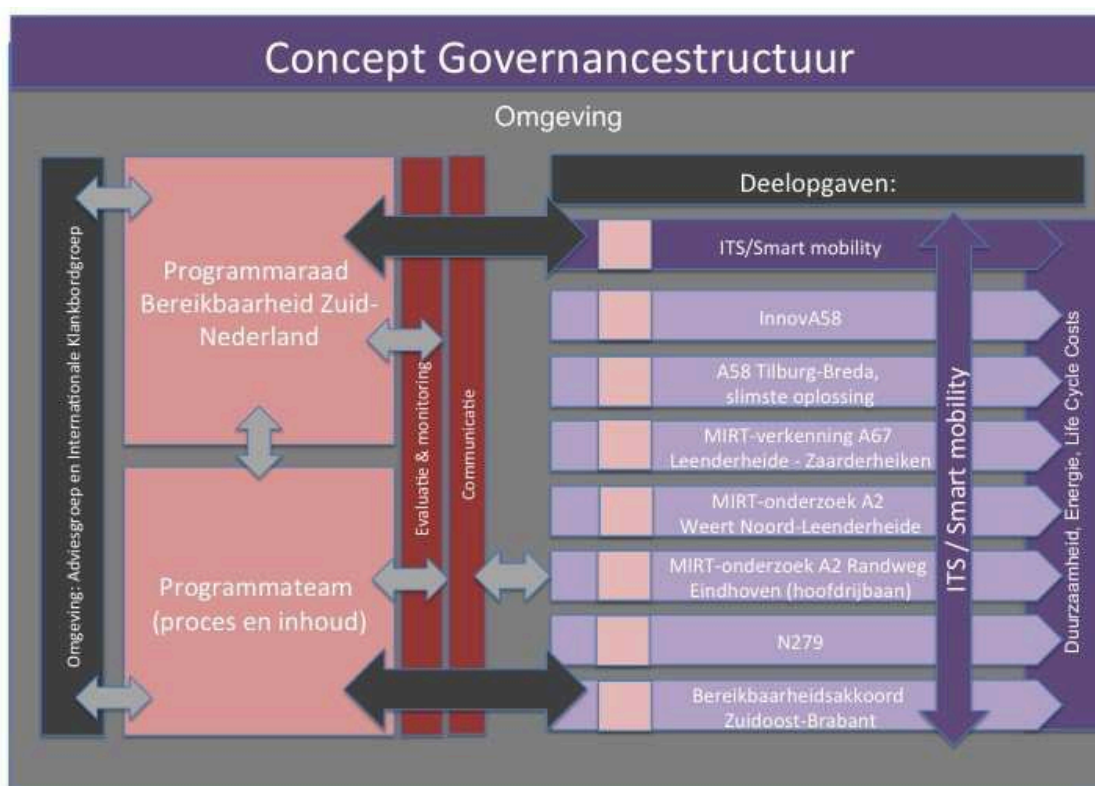 Concept Governancestructuur
Omgeving
Omgeving: Adviesgroep en Internationale Klankbordgroep
Programmaraad
Bereikbaarheid Zuid-
Nederland
Programmateam
(proces en inhoud)
Evaluatie & monitoring
Communicatie
Deelopgaven:
ITS/Smart mobility
InnovA58
A58 Tilburg-Breda,
slimste oplossing
MIRT-verkenning A67
Leenderheide - Zaarderheiken
MIRT-onderzoek A2
Weert Noord-Leenderheide
MIRT-onderzoek A2 Randweg
Eindhoven (hoofdrijbaan)
N279
Bereikbaarheidsakkoord
Zuidoost-Brabant
ITS / Smart mobility
Duurzaamheid, Energie, Life Cycle Costs